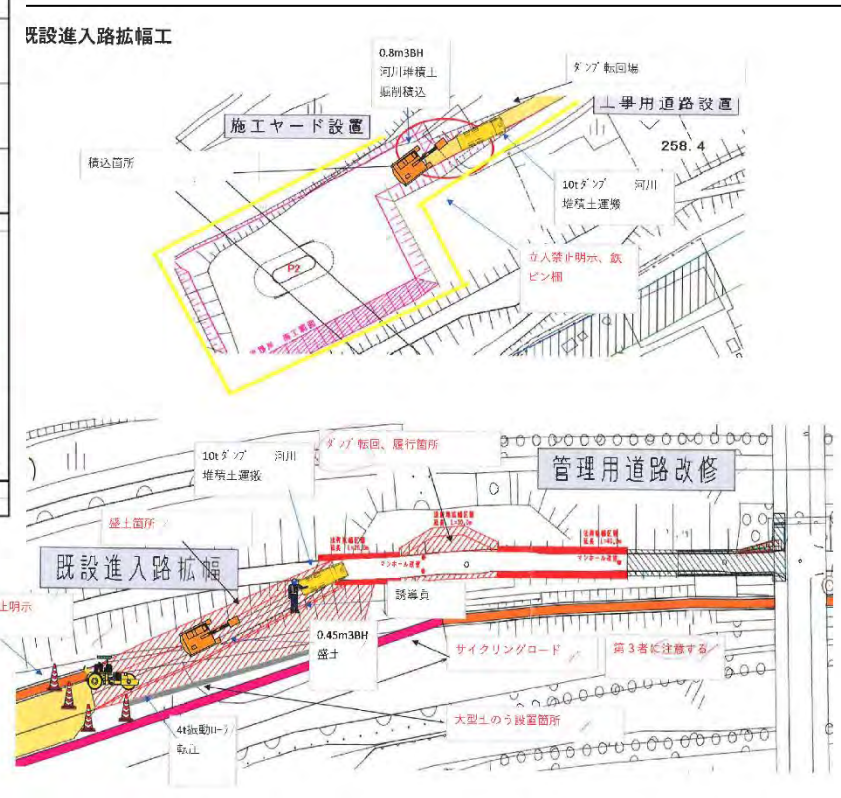 既設進入路拡幅工
0.8m3BH
河川堆積土
掘削積込
ダンプ転回場
施工ヤード設置
工事用道路設置
258.4
積込箇所
10tダンプ 河川
堆積土運搬
P2
立入禁止明示、鉄
ピン柵
10tダンプ 河川
堆積土運搬
ダンプ転回、履行箇所
管理用道路改修
盛土箇所
既設進入路拡幅
マンホール改修
マンホール改修
誘導員
止明示
0.45m3BH
盛土
サイクリングロード
第3者に注意する
大型土のう設置箇所
4t振動ローラ
転圧